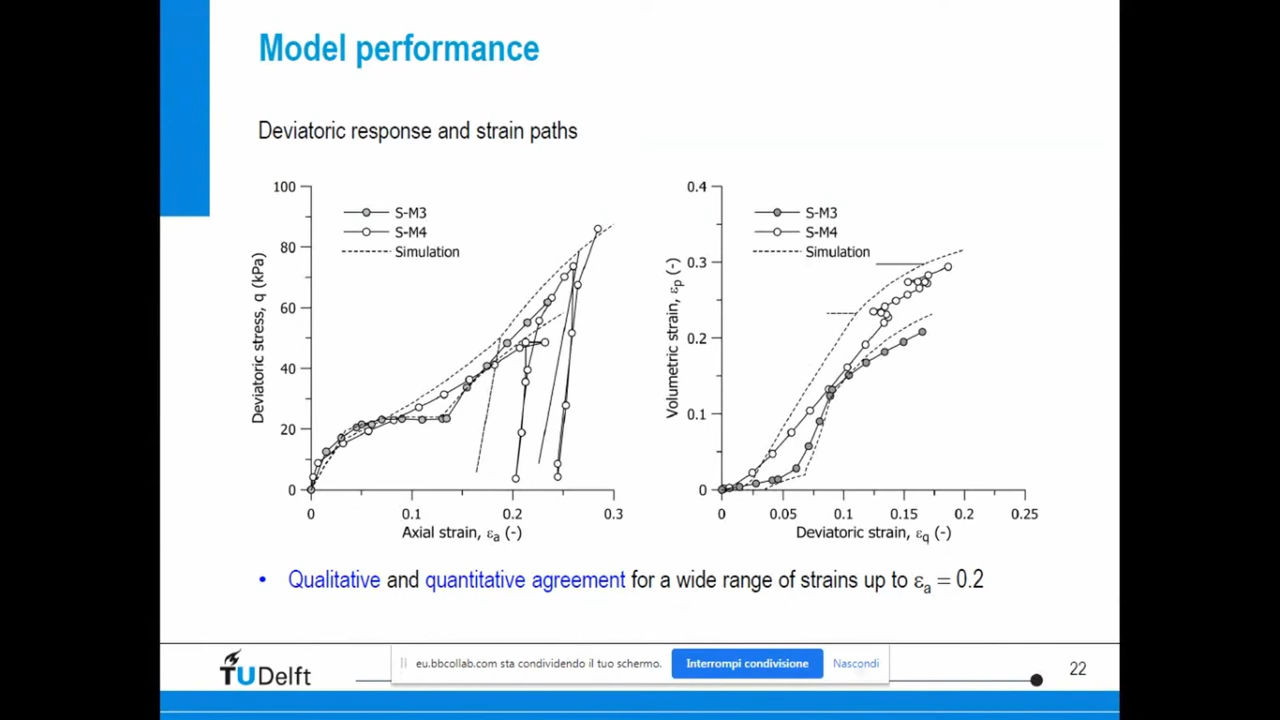 Model performance
Deviatoric response and strain paths
100
80
60
40
20
0
0
0.1
0.2
0.3
Deviatoric stress, q (kPa)
Axial strain, εa (-)
S-M3
S-M4
Simulation
0.4
0.3
0.2
0.1
0
0
0.05
0.1
0.15
0.2
0.25
Volumetric strain, εp (-)
Deviatoric strain, εq (-)
S-M3
S-M4
Simulation
• Qualitative and quantitative agreement for a wide range of strains up to εa = 0.2
TUDelft
eu.bbcollab.com sta condividendo il tuo schermo.
Interrompi condivisione
Nascondi
22